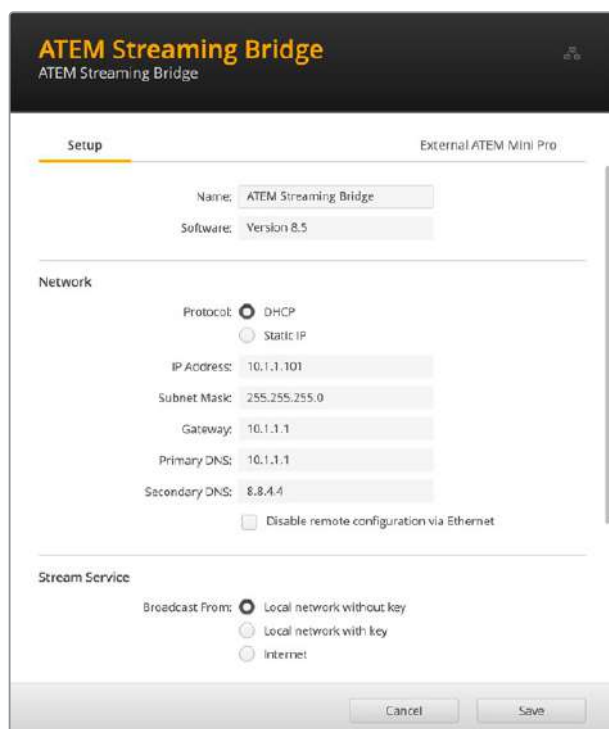 ATEM Streaming Bridge
ATEM Streaming Bridge
Setup External ATEM Mini Pro
Name: ATEM Streaming Bridge
Software: Version 8.5
Network
Protocol: DHCP
Static IP
IP Address: 10.1.1.101
Subnet Mask: 255.255.255.0
Gateway: 10.1.1.1
Primary DNS: 10.1.1.1
Secondary DNS: 8.8.4.4
Disable remote configuration via Ethernet
Stream Service
Broadcast From: Local network without key
Local network with key
Internet
Cancel Save